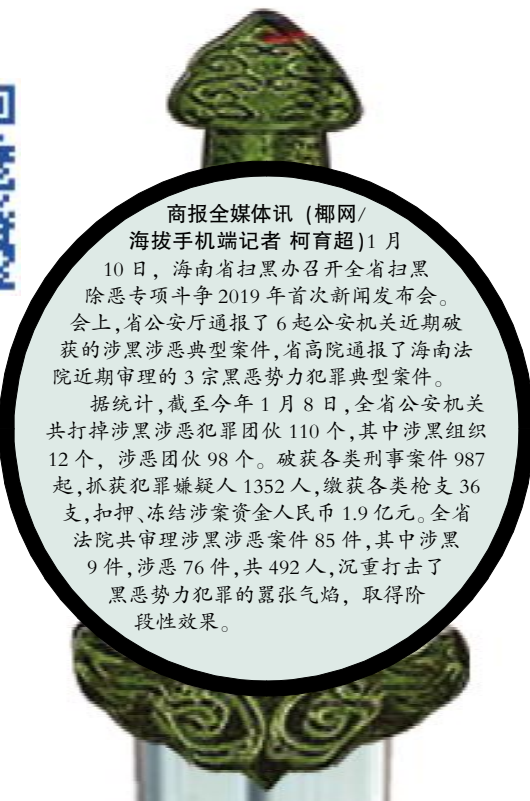 商报全媒体讯（椰网/
海拔手机端记者 柯育超）1月
10日，海南省扫黑办召开全省扫黑
除恶专项斗争2019年首次新闻发布会。
会上，省公安厅通报了6起公安机关近期破
获的涉黑涉恶典型案件，省高院通报了海南法
院近期审理的3宗黑恶势力犯罪典型案件。
据统计，截至今年1月8日，全省公安机关
共打掉涉黑涉恶犯罪团伙110个，其中涉黑组织
12个，涉恶团伙98个。破获各类刑事案件987
起，抓获犯罪嫌疑人1352人，缴获各类枪支36
支，扣押、冻结涉案资金人民币1.9亿元。全省
法院共审理涉黑涉恶案件85件，其中涉黑
9件，涉恶76件，共492人，沉重打击了
黑恶势力犯罪的嚣张气焰，取得阶
段性效果。